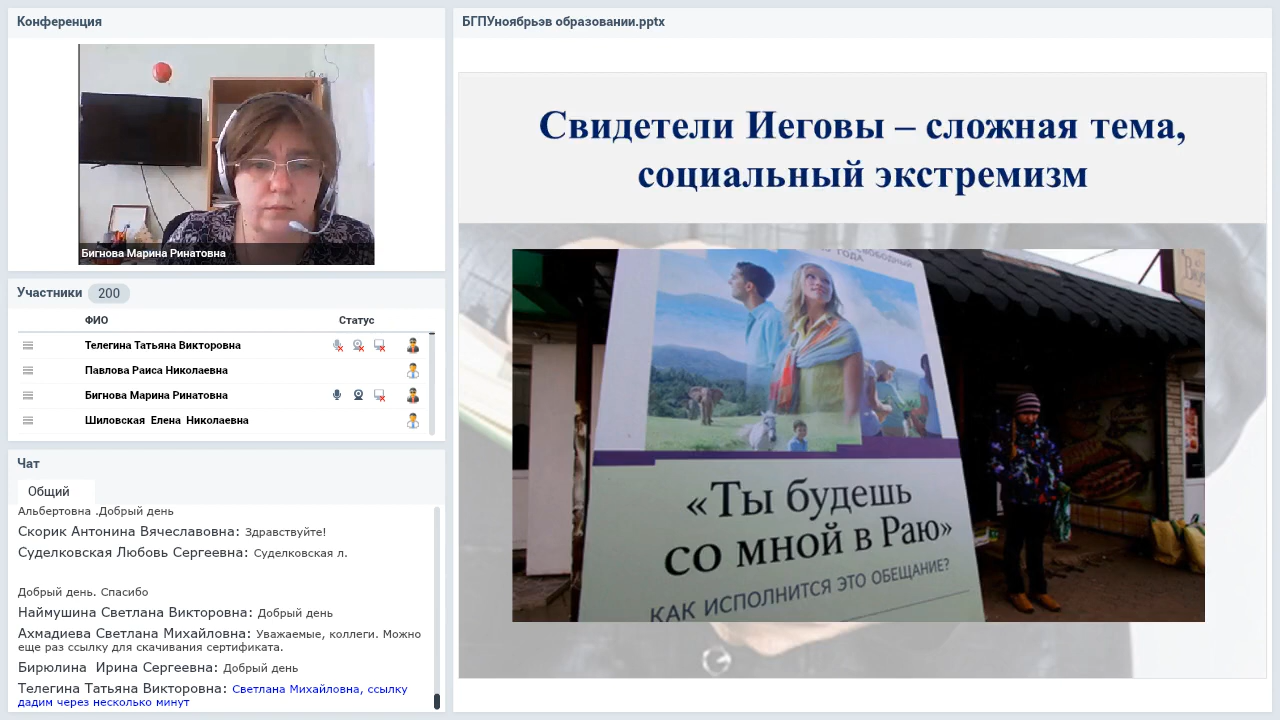 Конференция
Бигнова Марина Ринатовна
Участники 200
ФИО Статус
Телегина Татьяна Викторовна
Павлова Раиса Николаевна
Бигнова Марина Ринатовна
Шиловская Елена Николаевна
Чат
Общий
Альбертовна .Добрый день
Скорик Антонина Вячеславовна: Здравствуйте!
Суделковская Любовь Сергеевна: Суделковская л.
Добрый день. Спасибо
Наймушина Светлана Викторовна: Добрый день
Ахмадиева Светлана Михайловна: Уважаемые, коллеги. Можно
еще раз ссылку для скачивания сертификата.
Бирюлина Ирина Сергеевна: Добрый день
Телегина Татьяна Викторовна: Светлана Михайловна, ссылку
дадим через несколько минут
БГПУноябрьэв образовании.pptx
Свидетели Иеговы – сложная тема,
социальный экстремизм
ГОДА
«Ты будешь
со мной в Раю»
КАК ИСПОЛНИТСЯ ЭТО ОБЕЩАНИЕ?